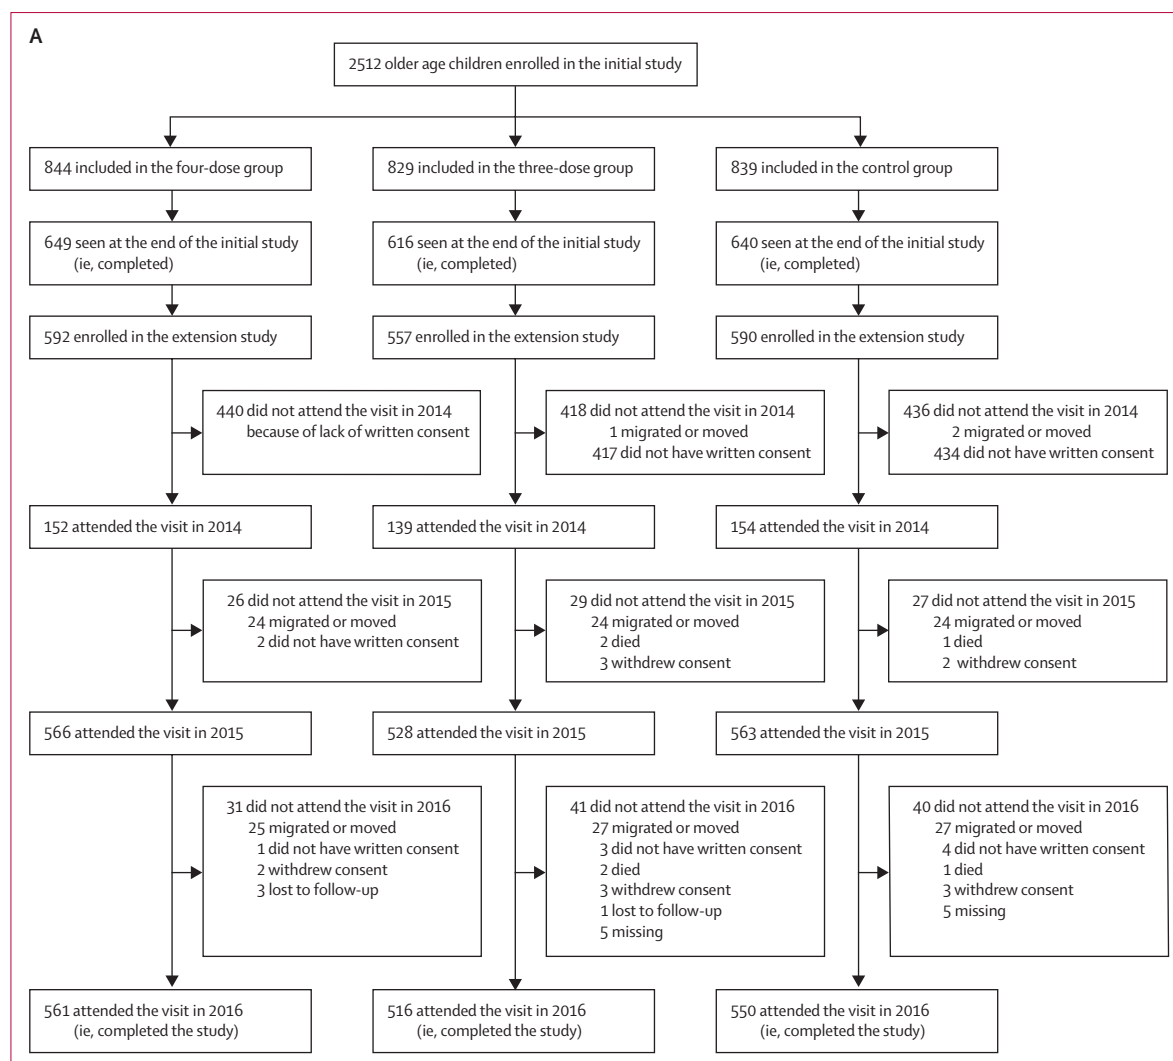 A
2512 older age children enrolled in the initial study
844 included in the four-dose group
829 included in the three-dose group
839 included in the control group
649 seen at the end of the initial study
(ie, completed)
616 seen at the end of the initial study
(ie, completed)
640 seen at the end of the initial study
(ie, completed)
592 enrolled in the extension study
557 enrolled in the extension study
590 enrolled in the extension study
440 did not attend the visit in 2014
because of lack of written consent
418 did not attend the visit in 2014
1 migrated or moved
417 did not have written consent
436 did not attend the visit in 2014
2 migrated or moved
434 did not have written consent
152 attended the visit in 2014
139 attended the visit in 2014
154 attended the visit in 2014
26 did not attend the visit in 2015
24 migrated or moved
2 did not have written consent
29 did not attend the visit in 2015
24 migrated or moved
2 died
3 withdrew consent
27 did not attend the visit in 2015
24 migrated or moved
1 died
2 withdrew consent
566 attended the visit in 2015
528 attended the visit in 2015
563 attended the visit in 2015
31 did not attend the visit in 2016
25 migrated or moved
1 did not have written consent
2 withdrew consent
3 lost to follow-up
41 did not attend the visit in 2016
27 migrated or moved
3 did not have written consent
2 died
3 withdrew consent
1 lost to follow-up
5 missing
40 did not attend the visit in 2016
27 migrated or moved
4 did not have written consent
1 died
3 withdrew consent
5 missing
561 attended the visit in 2016
(ie, completed the study)
516 attended the visit in 2016
(ie, completed the study)
550 attended the visit in 2016
(ie, completed the study)